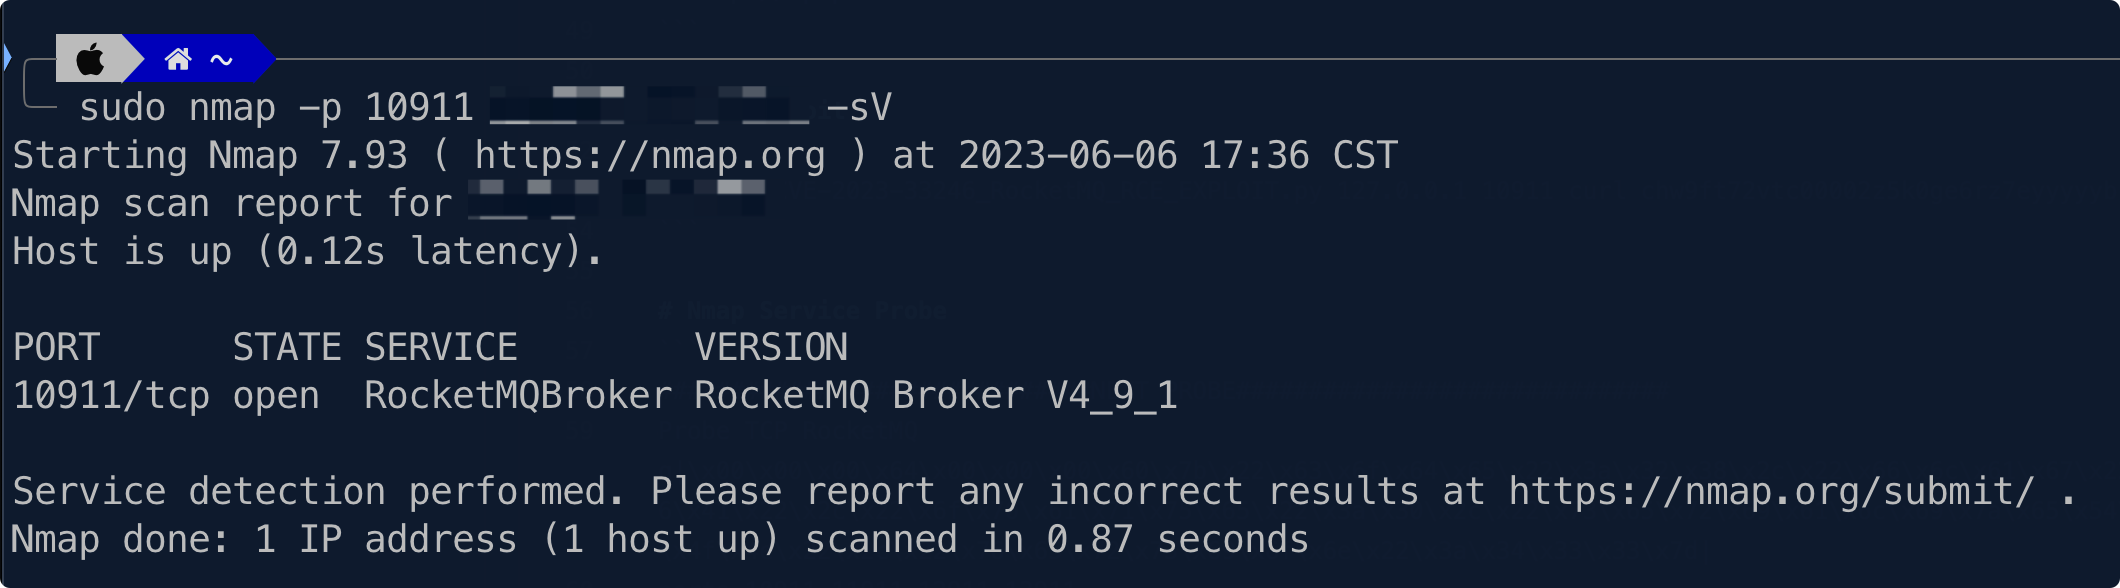 ~
sudo nmap -p 10911 -sV
Starting Nmap 7.93 ( https://nmap.org ) at 2023-06-06 17:36 CST
Nmap scan report for
Host is up (0.12s latency).
# Nmap Service Probe
PORT STATE SERVICE VERSION
10911/tcp open RocketMQBroker RocketMQ Broker V4_9_1
Service detection performed. Please report any incorrect results at https://nmap.org/submit/ .
Nmap done: 1 IP address (1 host up) scanned in 0.87 seconds